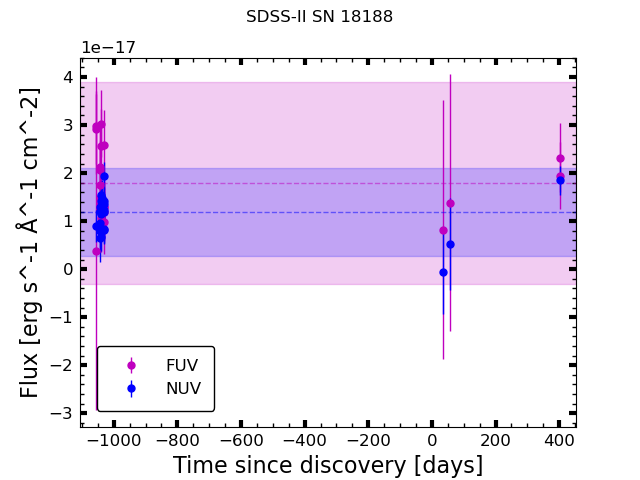 SDSS-II SN 18188
1e−17
Flux [erg s^-1 Å^-1 cm^-2]
4
3
2
1
0
−1
−2
−3
FUV
NUV
−1000 −800 −600 −400 −200 0 200 400
Time since discovery [days]